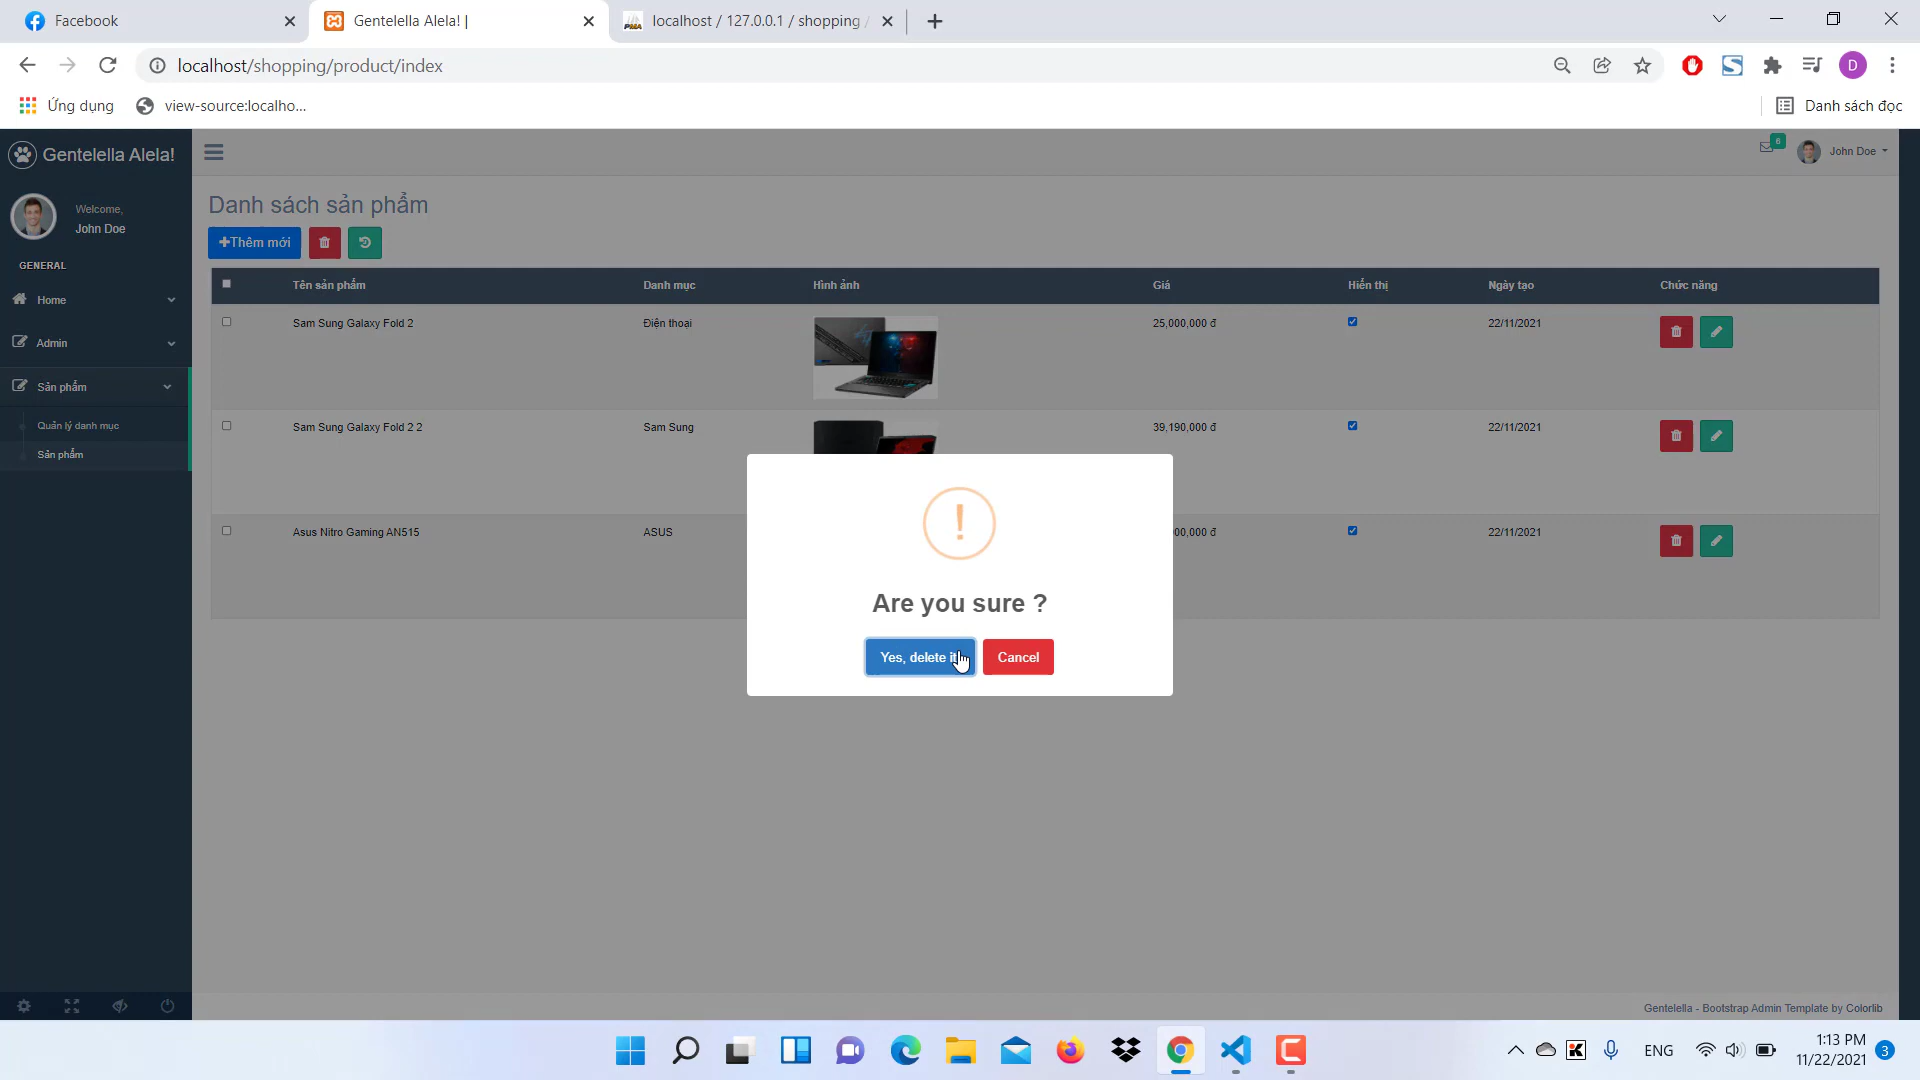 Facebook
Gentelella Alela! |
localhost / 127.0.0.1 / shopping /
localhost/shopping/product/index
D
Ứng dụng
view-source:localho...
Danh sách đọc
Gentelella Alela!
6
John Doe
Welcome,
John Doe
GENERAL
Home
Admin
Sản phẩm
Quản lý danh mục
Sản phẩm
Danh sách sản phẩm
Thêm mới
Tên sản phẩm Danh mục Hình ảnh Giá Hiển thị Ngày tạo Chức năng
Sam Sung Galaxy Fold 2 Điện thoại 25,000,000 đ 22/11/2021
Sam Sung Galaxy Fold 2 2 Sam Sung 39,190,000 đ 22/11/2021
Asus Nitro Gaming AN515 ASUS 00,000 đ 22/11/2021
!
Are you sure ?
Yes, delete it
Cancel
Gentelella - Bootstrap Admin Template by Colorlib
ENG
1:13 PM
11/22/2021
3